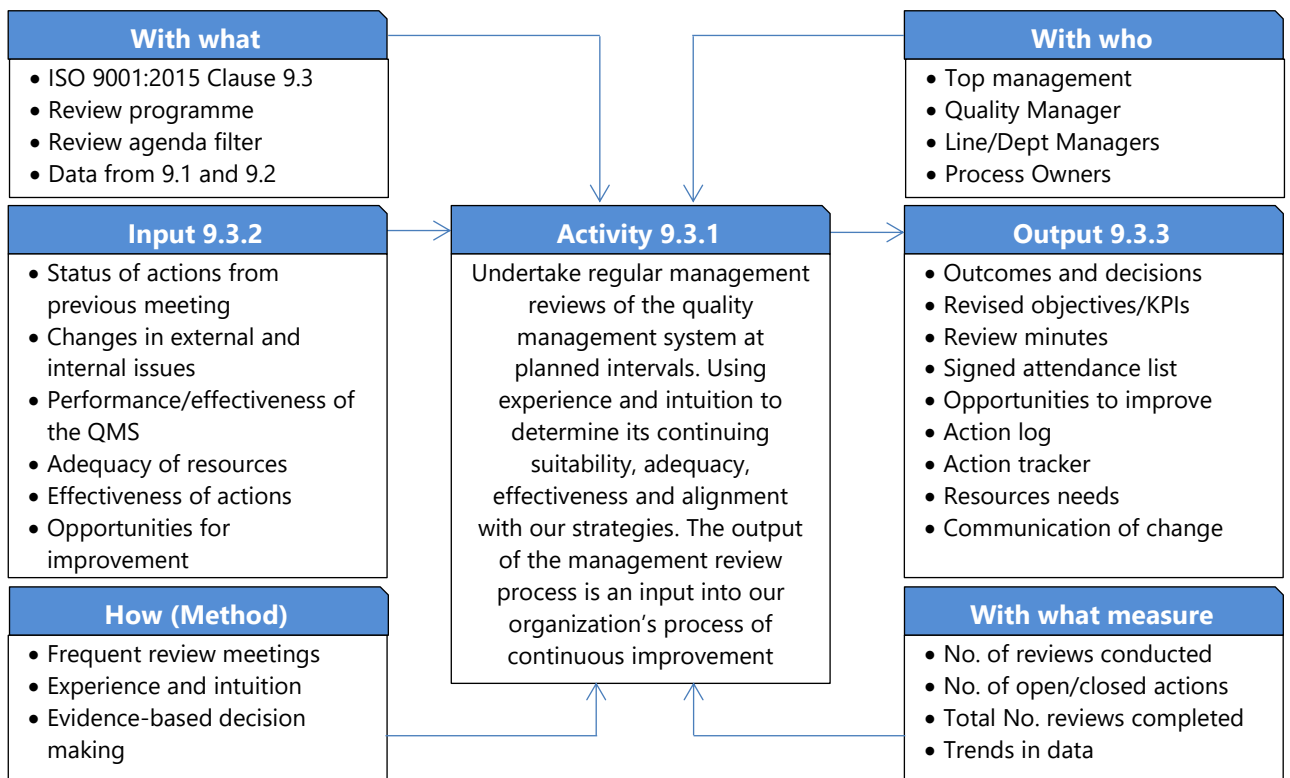 With what
• ISO 9001:2015 Clause 9.3
• Review programme
• Review agenda filter
• Data from 9.1 and 9.2
With who
• Top management
• Quality Manager
• Line/Dept Managers
• Process Owners
Input 9.3.2
• Status of actions from
previous meeting
• Changes in external and
internal issues
• Performance/effectiveness of
the QMS
• Adequacy of resources
• Effectiveness of actions
• Opportunities for
improvement
Activity 9.3.1
Undertake regular management
reviews of the quality
management system at
planned intervals. Using
experience and intuition to
determine its continuing
suitability, adequacy,
effectiveness and alignment
with our strategies. The output
of the management review
process is an input into our
organization’s process of
continuous improvement
Output 9.3.3
• Outcomes and decisions
• Revised objectives/KPIs
• Review minutes
• Signed attendance list
• Opportunities to improve
• Action log
• Action tracker
• Resources needs
• Communication of change
How (Method)
• Frequent review meetings
• Experience and intuition
• Evidence-based decision
making
With what measure
• No. of reviews conducted
• No. of open/closed actions
• Total No. reviews completed
• Trends in data